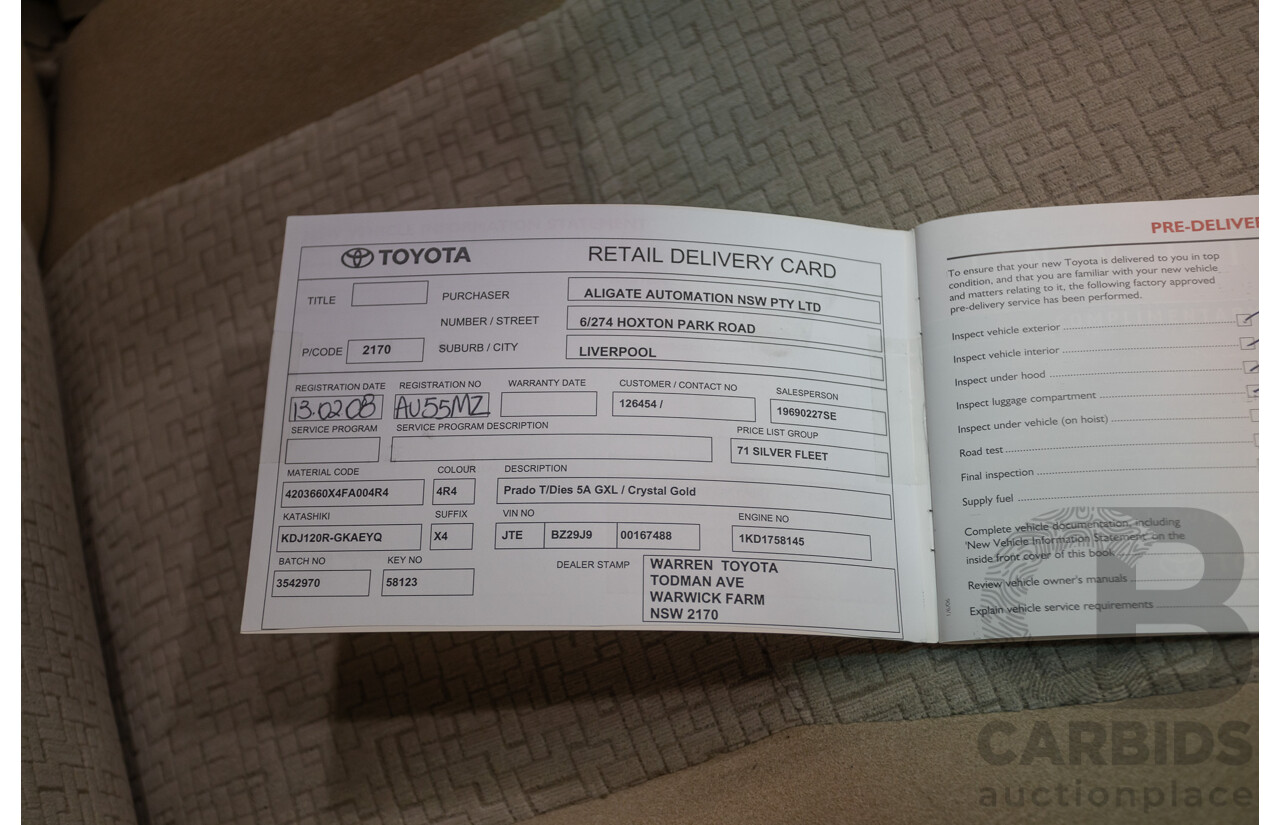 TOYOTA RETAIL DELIVERY CARD
TITLE PURCHASER ALIGATE AUTOMATION NSW PTY LTD
NUMBER / STREET 6/274 HOXTON PARK ROAD
P/CODE 2170 SUBURB / CITY LIVERPOOL
REGISTRATION DATE REGISTRATION NO WARRANTY DATE CUSTOMER / CONTACT NO SALESPERSON
13.02.08 AU55MZ 126454 / 19690227SE
SERVICE PROGRAM SERVICE PROGRAM DESCRIPTION PRICE LIST GROUP
71 SILVER FLEET
MATERIAL CODE COLOUR DESCRIPTION
4203660X4FA004R4 4R4 Prado T/Dies 5A GXL / Crystal Gold
KATASHIKI SUFFIX VIN NO ENGINE NO
KDJ120R-GKAEYQ X4 JTE BZ29J9 00167488 1KD1758145
BATCH NO KEY NO DEALER STAMP
3542970 58123
WARREN TOYOTA
TODMAN AVE
WARWICK FARM
NSW 2170
PRE-DELIVER
To ensure that your new Toyota is delivered to you in top
condition, and that you are familiar with your new vehicle
and matters relating to it, the following factory approved
pre-delivery service has been performed.
Inspect vehicle exterior
Inspect vehicle interior
Inspect under hood
Inspect luggage compartment
Inspect under vehicle (on hoist)
Road test
Final inspection
Supply fuel
Complete vehicle documentation, including
'New Vehicle Information Statement' on the
inside front cover of this book
Review vehicle owner's manuals
Explain vehicle service requirements
B
CARBIDS
auctionplace